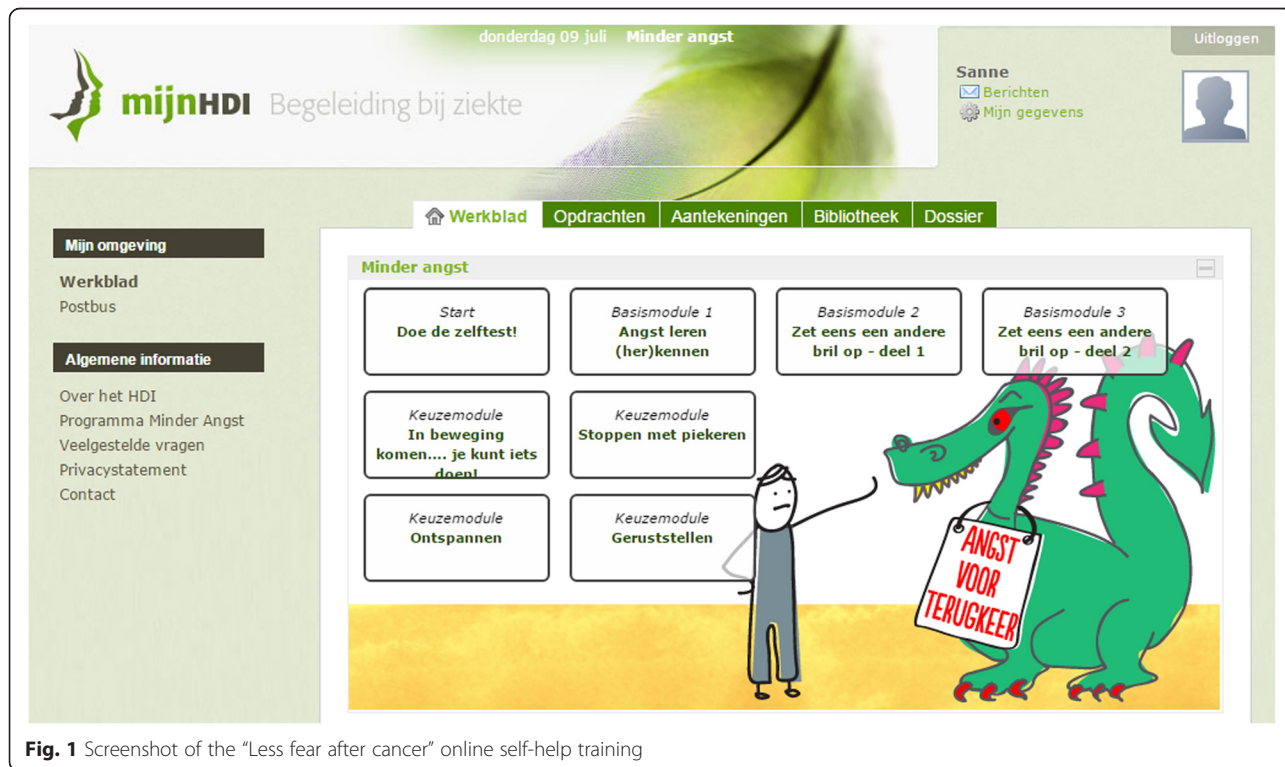 donderdag 09 juli Minder angst
Uitloggen
mijnHDI Begeleiding bij ziekte
Sanne
Berichten
Mijn gegevens
Werkblad Opdrachten Aantekeningen Bibliotheek Dossier
Mijn omgeving
Werkblad
Postbus
Algemene informatie
Over het HDI
Programma Minder Angst
Veelgestelde vragen
Privacystatement
Contact
Minder angst
Start
Doe de zelftest!
Basismodule 1
Angst leren
(her)kennen
Basismodule 2
Zet eens een andere
bril op - deel 1
Basismodule 3
Zet eens een andere
bril op - deel 2
Keuzemodule
In beweging
komen.... je kunt iets
doen!
Keuzemodule
Stoppen met piekeren
Keuzemodule
Ontspannen
Keuzemodule
Geruststellen
ANGST
VOOR
TERUGKEER
Fig. 1 Screenshot of the “Less fear after cancer” online self-help training